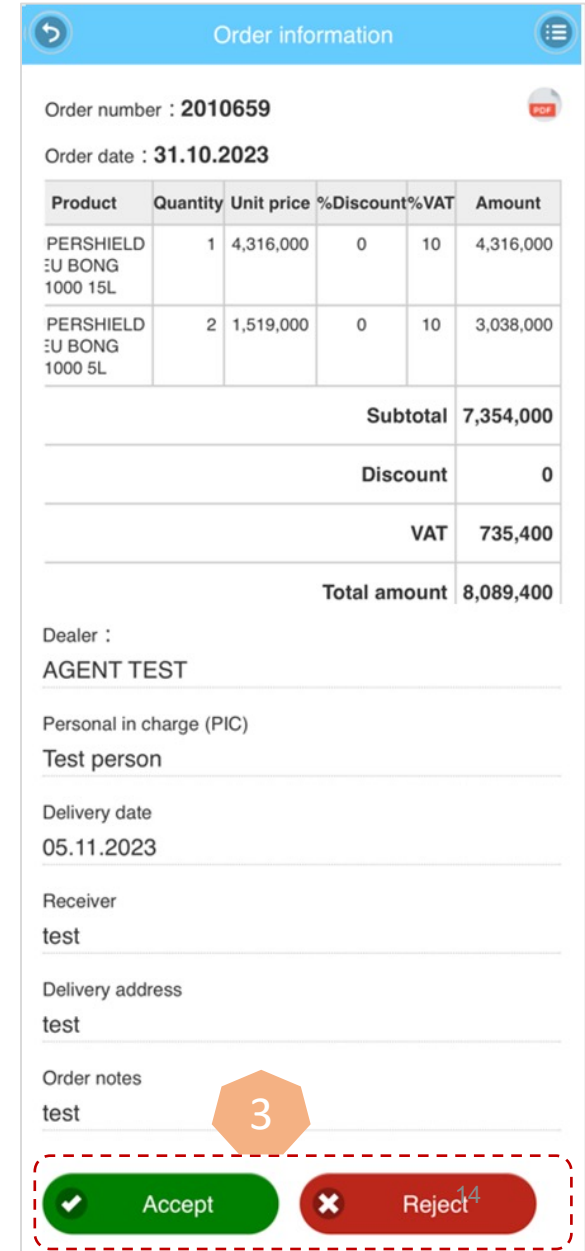 Order information
Order number : 2010659
PDF
Order date : 31.10.2023
Product Quantity Unit price %Discount %VAT Amount
PERSHIELD 1 4,316,000 0 10 4,316,000
EU BONG
1000 15L
PERSHIELD 2 1,519,000 0 10 3,038,000
EU BONG
1000 5L
Subtotal 7,354,000
Discount 0
VAT 735,400
Total amount 8,089,400
Dealer :
AGENT TEST
Personal in charge (PIC)
Test person
Delivery date
05.11.2023
Receiver
test
Delivery address
test
Order notes
test
3
Accept Reject
14